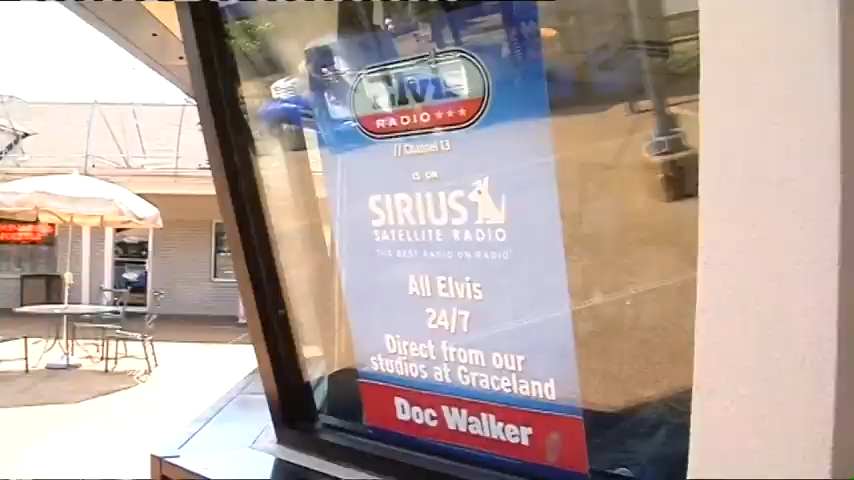 Elvis
RADIO
// Channel 13
IS ON
SIRIUS
SATELLITE RADIO
THE BEST RADIO ON RADIO
All Elvis
24/7
Direct from our
studios at Graceland
Doc Walker